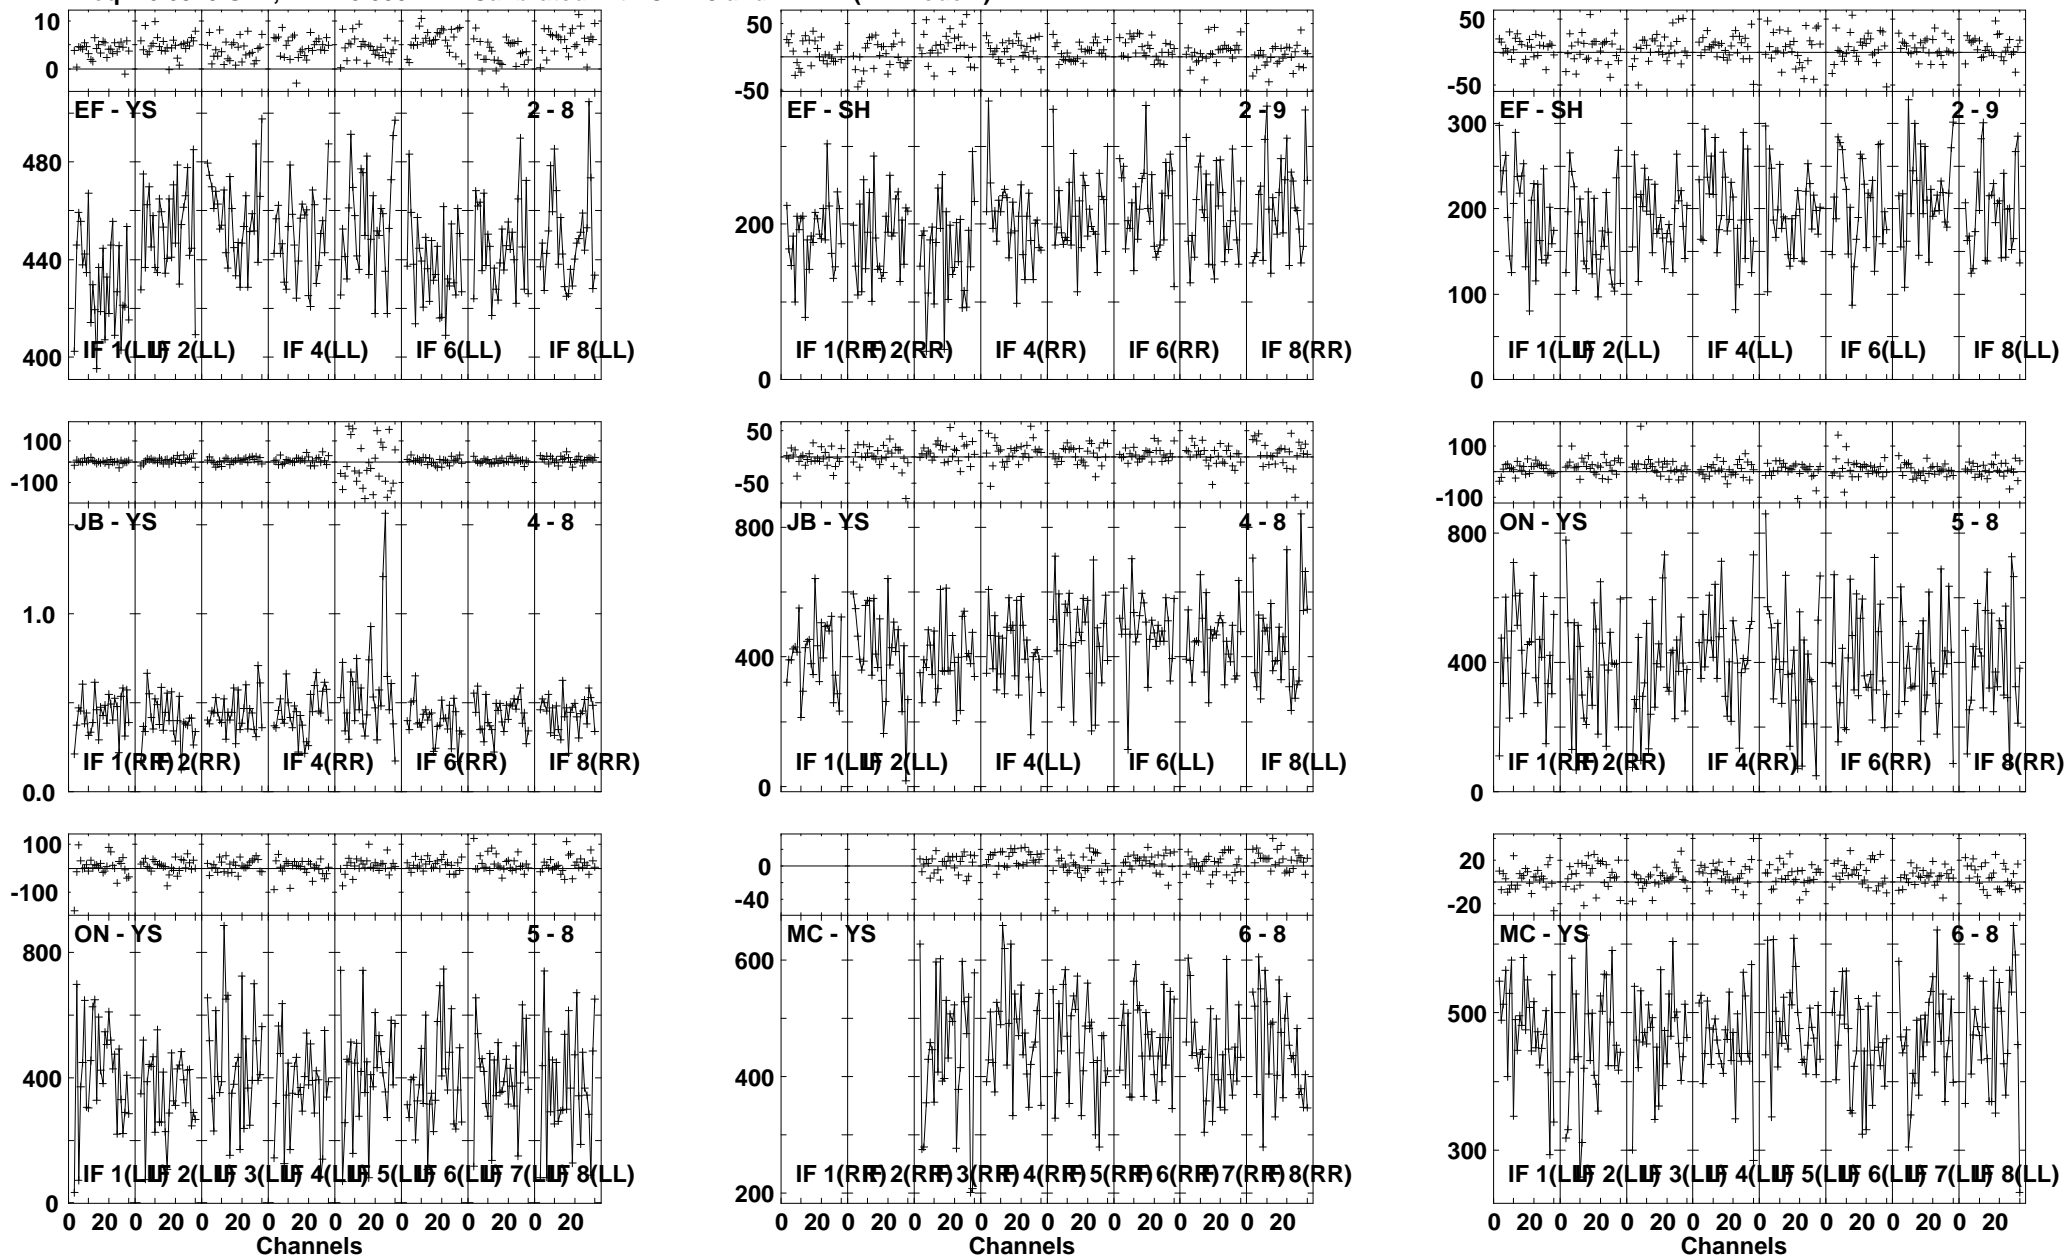 10
0
EF - YS
2 - 8
480
440
400
IF 1(LL) IF 2(LL) IF 4(LL) IF 6(LL) IF 8(LL)
50
-50
EF - SH
2 - 9
200
0
IF 1(RR) IF 2(RR) IF 4(RR) IF 6(RR) IF 8(RR)
50
-50
EF - SH
2 - 9
300
200
100
0
IF 1(LL) IF 2(LL) IF 4(LL) IF 6(LL) IF 8(LL)
100
-100
JB - YS
4 - 8
1.0
0.0
IF 1(RR) IF 2(RR) IF 4(RR) IF 6(RR) IF 8(RR)
50
-50
JB - YS
4 - 8
800
400
0
IF 1(LL) IF 2(LL) IF 4(LL) IF 6(LL) IF 8(LL)
100
-100
ON - YS
5 - 8
800
400
0
IF 1(RR) IF 2(RR) IF 4(RR) IF 6(RR) IF 8(RR)
100
-100
ON - YS
5 - 8
800
400
0
IF 1(LL) IF 2(LL) IF 3(LL) IF 4(LL) IF 5(LL) IF 6(LL) IF 7(LL) IF 8(LL)
0 20 0 20 0 20 0 20 0 20 0 20 0 20 0 20
Channels
0
-40
MC - YS
6 - 8
600
400
200
IF 1(RR) IF 2(RR) IF 3(RR) IF 4(RR) IF 5(RR) IF 6(RR) IF 7(RR) IF 8(RR)
0 20 0 20 0 20 0 20 0 20 0 20 0 20 0 20
Channels
20
-20
MC - YS
6 - 8
500
300
IF 1(LL) IF 2(LL) IF 3(LL) IF 4(LL) IF 5(LL) IF 6(LL) IF 7(LL) IF 8(LL)
0 20 0 20 0 20 0 20 0 20 0 20 0 20 0 20
Channels